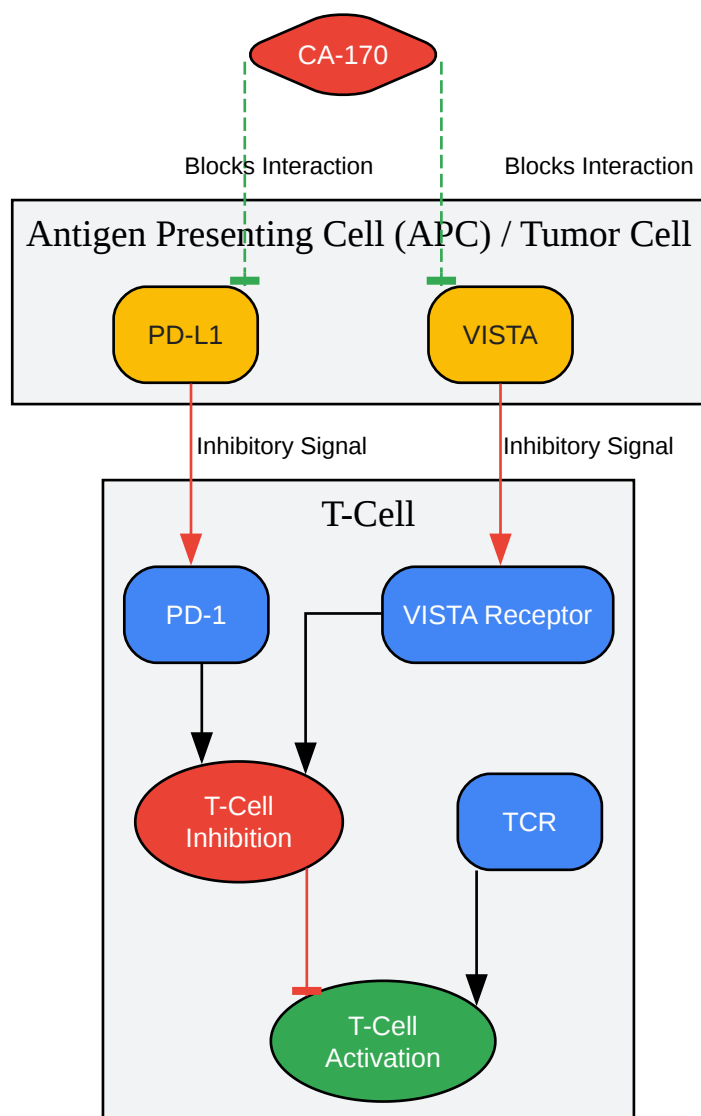 CA-170
Blocks Interaction
Blocks Interaction
Antigen Presenting Cell (APC) / Tumor Cell
PD-L1
VISTA
Inhibitory Signal
Inhibitory Signal
T-Cell
PD-1
VISTA Receptor
T-Cell
Inhibition
TCR
T-Cell
Activation